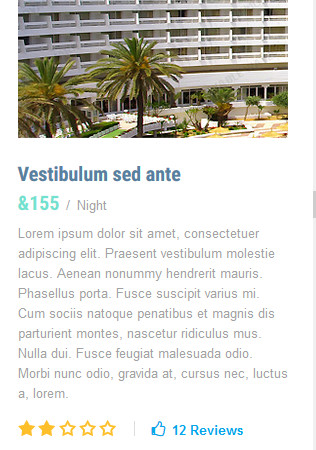 Vestibulum sed ante
&155 / Night
Lorem ipsum dolor sit amet, consectetuer
adipiscing elit. Praesent vestibulum molestie
lacus. Aenean nonummy hendrerit mauris.
Phasellus porta. Fusce suscipit varius mi.
Cum sociis natoque penatibus et magnis dis
parturient montes, nascetur ridiculus mus.
Nulla dui. Fusce feugiat malesuada odio.
Morbi nunc odio, gravida at, cursus nec, luctus
a, lorem.
12 Reviews